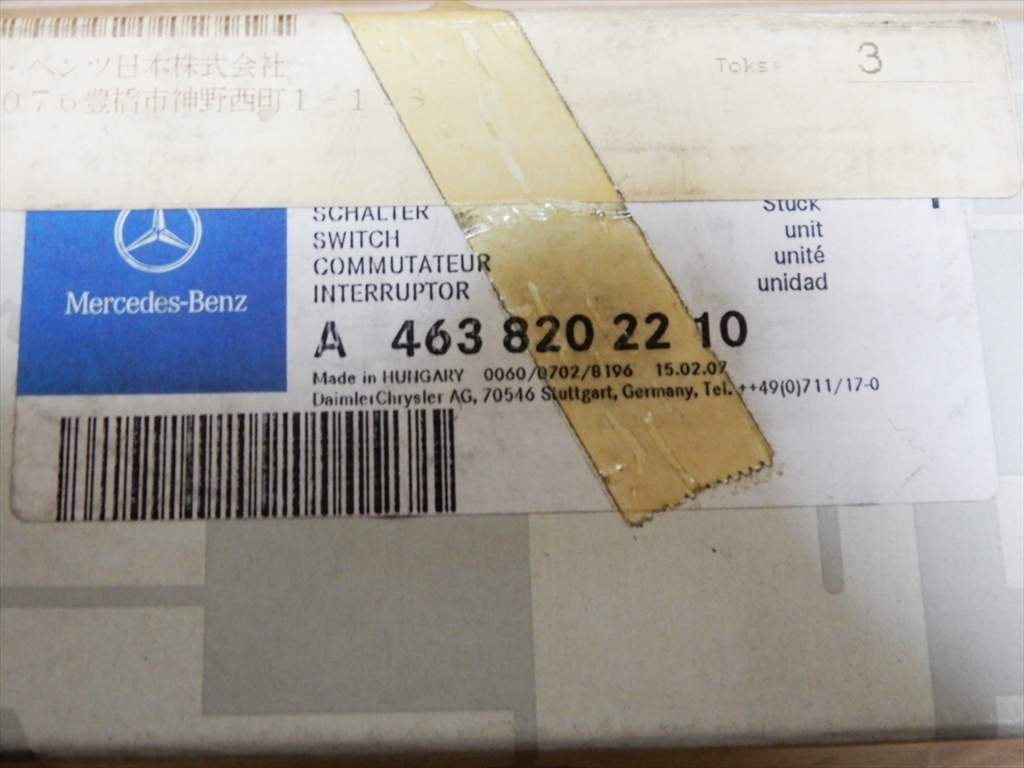 ・ベンツ日本株式会社
076豊橋市神野西町1-1-3
3
SCHALTER
SWITCH
COMMUTATEUR
INTERRUPTOR
Stück
unit
unité
unidad
Mercedes-Benz
A 463 820 22 10
Made in HUNGARY 0060/0702/8196 15.02.07
DaimlerChrysler AG, 70546 Stuttgart, Germany, Tel. ++49(0)711/17-0